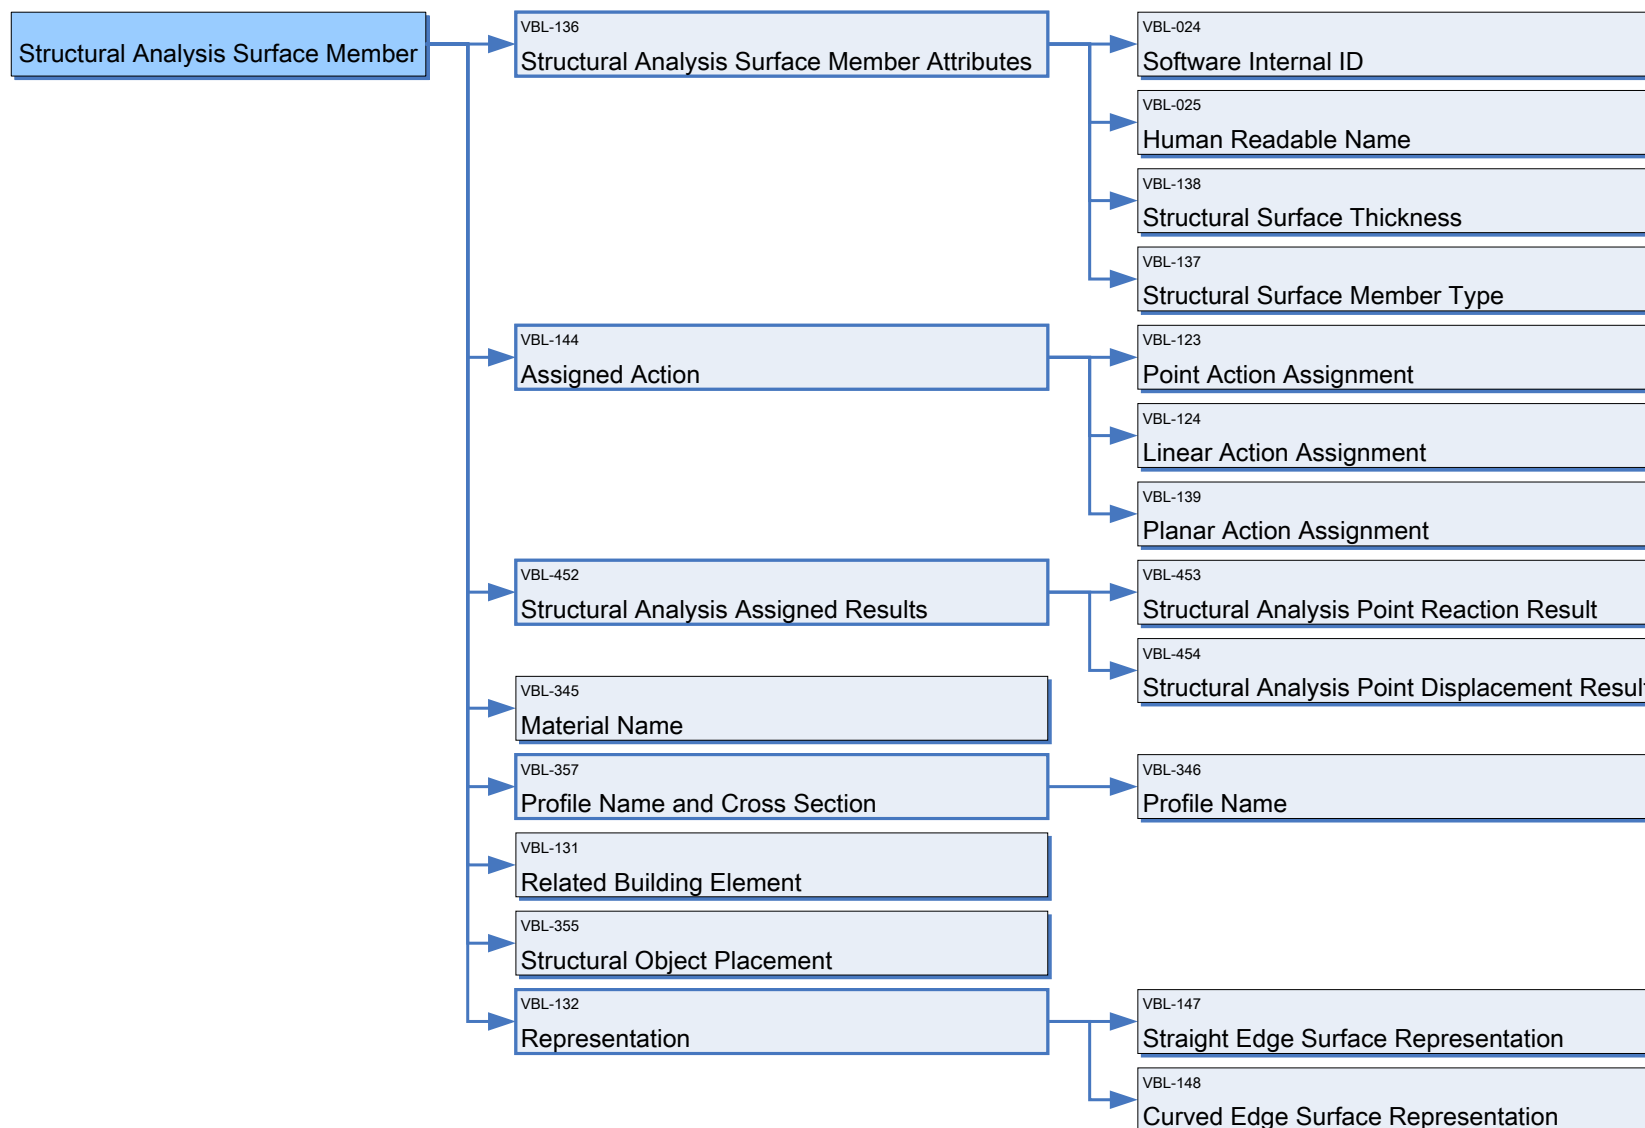 Structural Analysis Surface Member
VBL-136
Structural Analysis Surface Member Attributes
VBL-024
Software Internal ID
VBL-025
Human Readable Name
VBL-138
Structural Surface Thickness
VBL-137
Structural Surface Member Type
VBL-144
Assigned Action
VBL-123
Point Action Assignment
VBL-124
Linear Action Assignment
VBL-139
Planar Action Assignment
VBL-452
Structural Analysis Assigned Results
VBL-453
Structural Analysis Point Reaction Result
VBL-454
Structural Analysis Point Displacement Result
VBL-345
Material Name
VBL-357
Profile Name and Cross Section
VBL-346
Profile Name
VBL-131
Related Building Element
VBL-355
Structural Object Placement
VBL-132
Representation
VBL-147
Straight Edge Surface Representation
VBL-148
Curved Edge Surface Representation